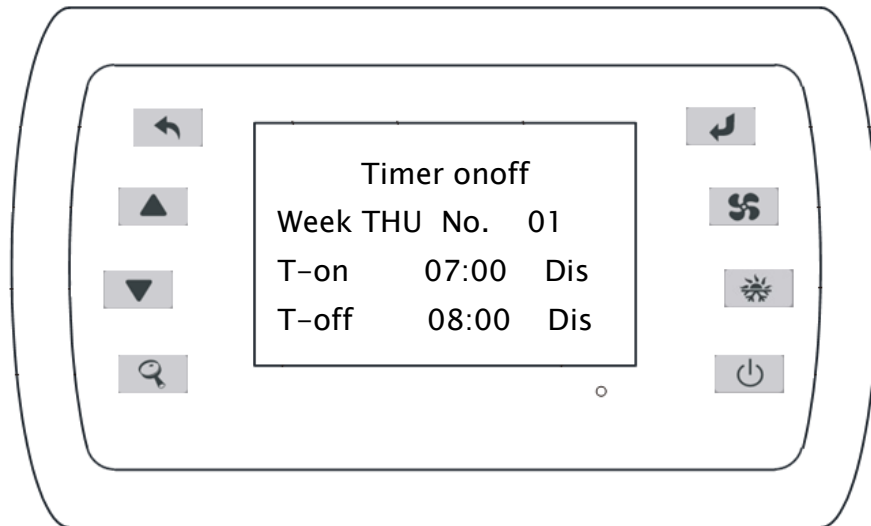 Timer onoff
Week THU No. 01
T-on 07:00 Dis
T-off 08:00 Dis